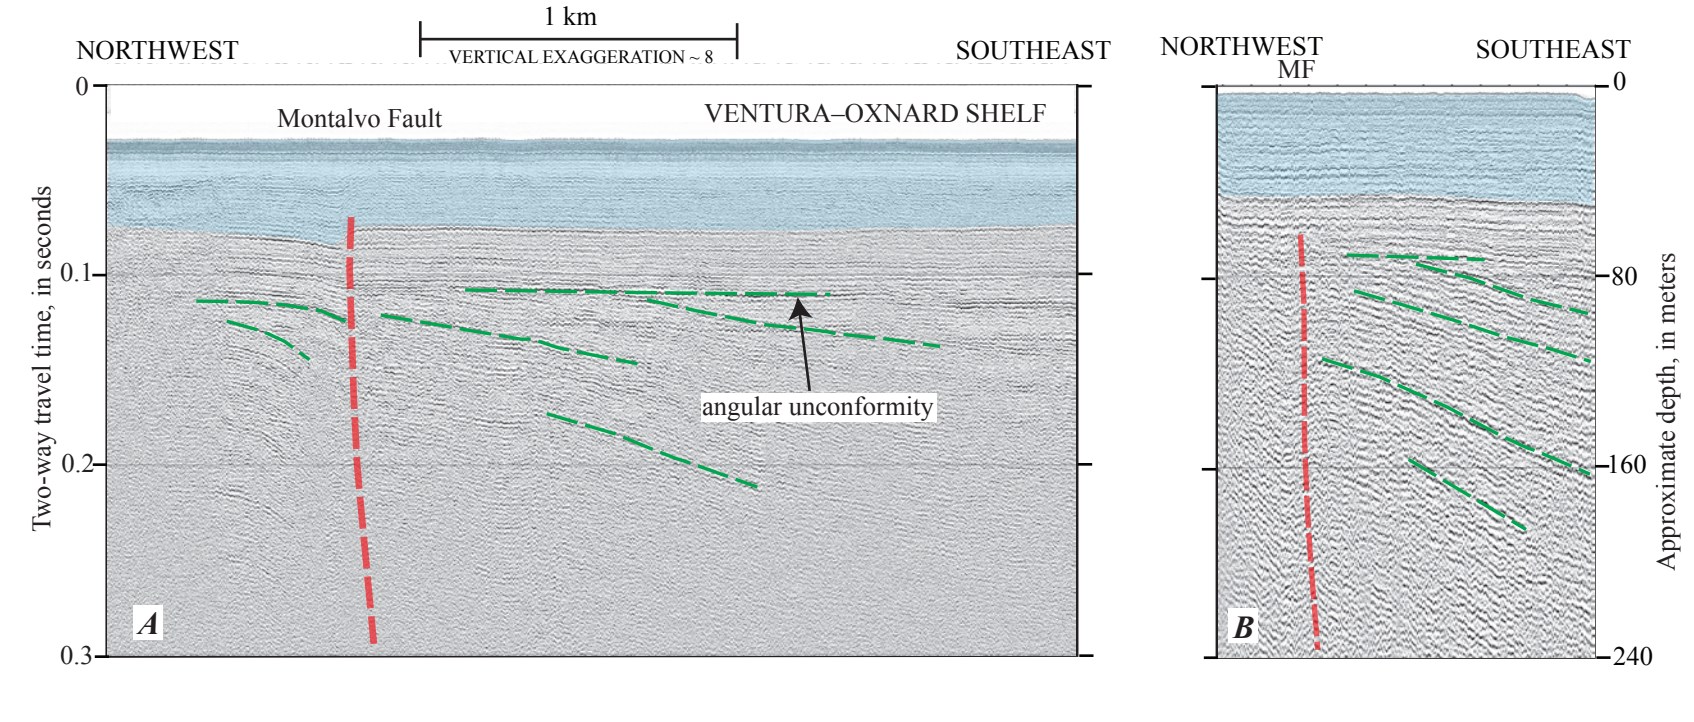 1 km
VERTICAL EXAGGERATION ~ 8
NORTHWEST
SOUTHEAST
Montalvo Fault
VENTURA–OXNARD SHELF
0
0.1
0.2
0.3
Two-way travel time, in seconds
angular unconformity
A
NORTHWEST
SOUTHEAST
MF
0
80
160
240
Approximate depth, in meters
B